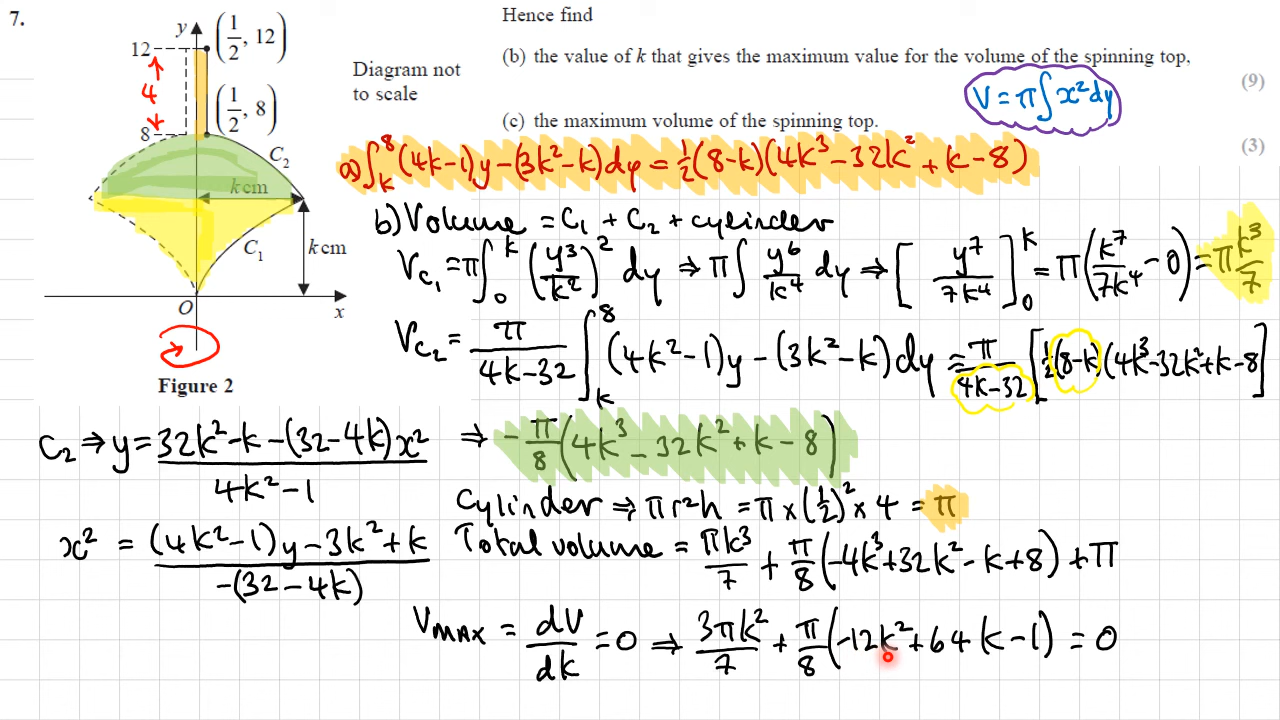 7.
Hence find
(b) the value of k that gives the maximum value for the volume of the spinning top,
(9)
(c) the maximum volume of the spinning top.
(3)
V = π∫x²dy
y
12
(1/2, 12)
4
(1/2, 8)
8
C₂
k cm
C₁
k cm
O
x
Diagram not
to scale
Figure 2
a) ∫ₖ⁸ (4k-1)y-(3k²-k)dy = ½(8-k)(4k³-32k²+k-8)
b) Volume = C₁ + C₂ + cylinder
V_C₁ = π∫₀ᵏ (y³/k²)² dy ⇒ π∫ y⁶/k⁴ dy ⇒ [y⁷/7k⁴]₀ᵏ = π(k⁷/7k⁴ - 0) = πk³/7
V_C₂ = π/(4k-32) ∫ₖ⁸ (4k²-1)y-(3k²-k)dy = π/(4k-32) [½(8-k)(4k³-32k²+k-8]
⇒ -π/8(4k³-32k²+k-8)
C₂ ⇒ y = (32k²-k-(32-4k)x²)/(4k²-1)
x² = ((4k²-1)y-3k²+k)/(-(32-4k))
Cylinder ⇒ πr²h = π×(½)²×4 = π
Total volume = πk³/7 + π/8(-4k³+32k²-k+8)+π
V MAX = dV/dk = 0 ⇒ 3πk²/7 + π/8(-12k²+64(k-1) = 0